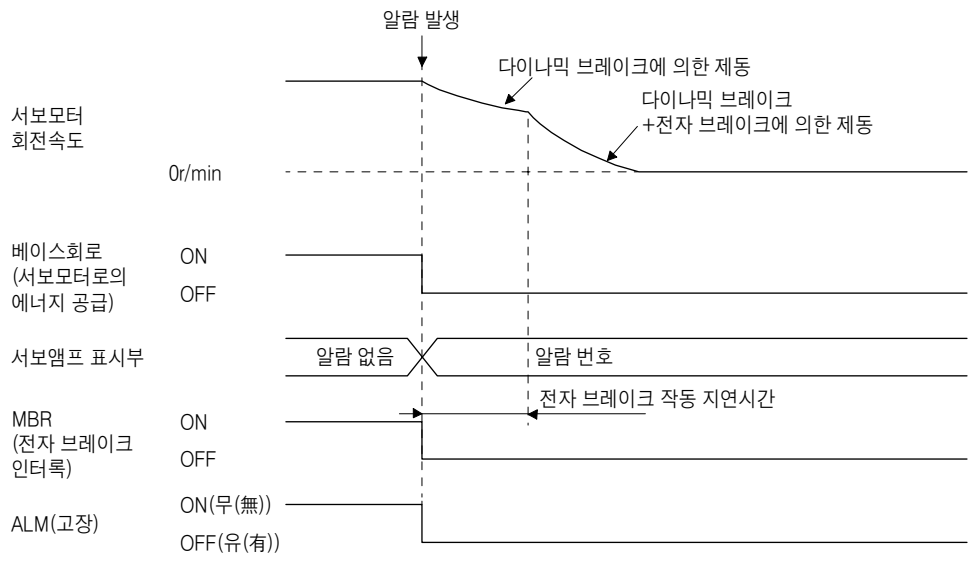 알람 발생
다이나믹 브레이크에 의한 제동
다이나믹 브레이크
+전자 브레이크에 의한 제동
서보모터
회전속도
0r/min
베이스회로
(서보모터로의
에너지 공급)
ON
OFF
서보앰프 표시부
알람 없음
알람 번호
전자 브레이크 작동 지연시간
MBR
(전자 브레이크
인터록)
ON
OFF
ALM(고장)
ON(무(無))
OFF(유(有))